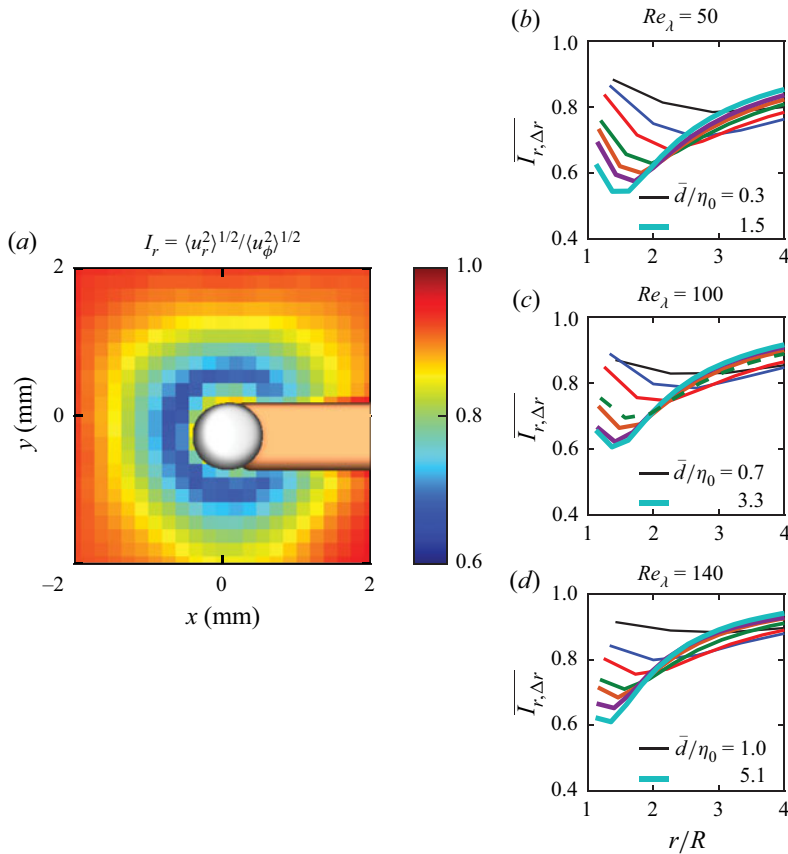 (a)
I_r = ⟨u_r^2⟩^{1/2}/⟨u_ϕ^2⟩^{1/2}
2
0
−2
y (mm)
0
2
x (mm)
1.0
0.8
0.6
(b)
Re_λ = 50
1.0
0.8
0.6
0.4
\overline{I_{r,Δr}}
d̄/η_0 = 0.3
1.5
1
2
3
4
(c)
Re_λ = 100
1.0
0.8
0.6
0.4
\overline{I_{r,Δr}}
d̄/η_0 = 0.7
3.3
1
2
3
4
(d)
Re_λ = 140
1.0
0.8
0.6
0.4
\overline{I_{r,Δr}}
d̄/η_0 = 1.0
5.1
1
2
3
4
r/R